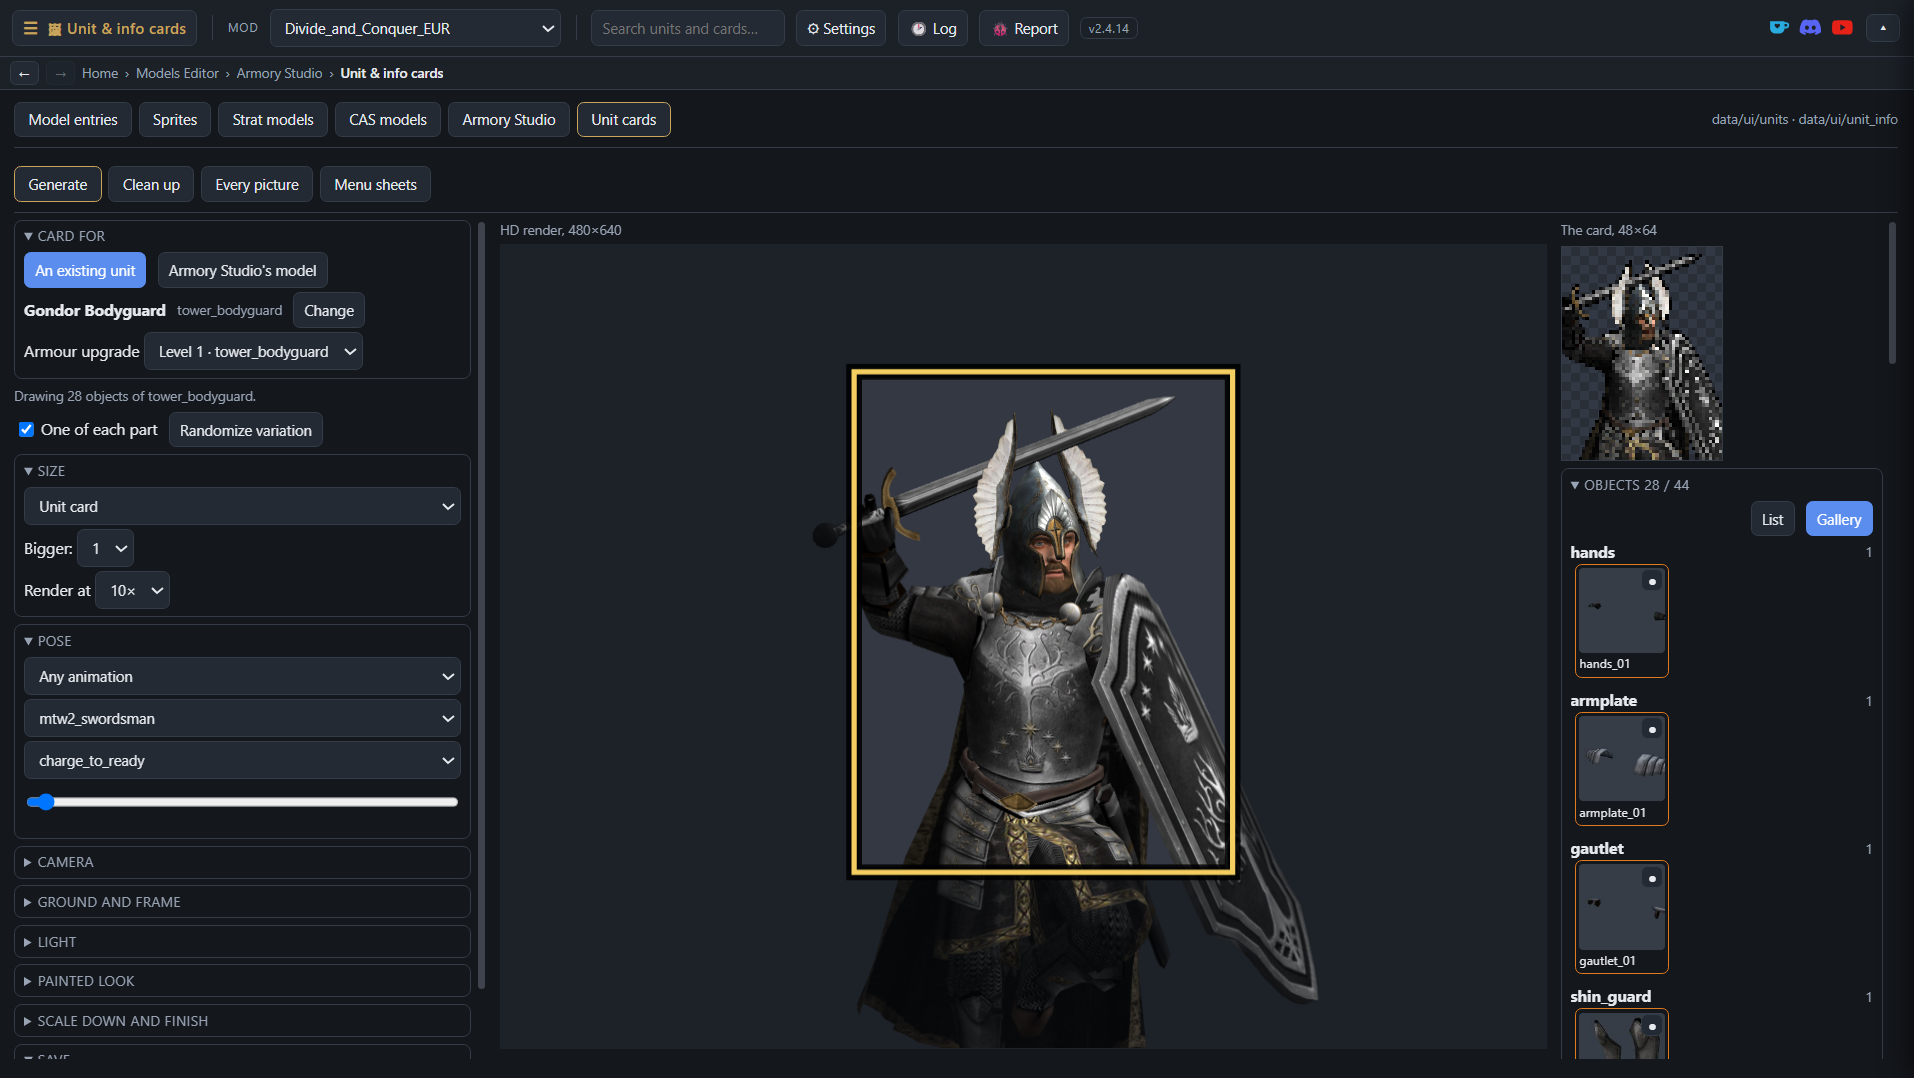 Unit & info cards
MOD
Divide_and_Conquer_EUR
Search units and cards...
Settings
Log
Report
v2.4.14
Home › Models Editor › Armory Studio › Unit & info cards
Model entries
Sprites
Strat models
CAS models
Armory Studio
Unit cards
data/ui/units · data/ui/unit_info
Generate
Clean up
Every picture
Menu sheets
CARD FOR
An existing unit
Armory Studio's model
Gondor Bodyguard tower_bodyguard Change
Armour upgrade Level 1 · tower_bodyguard
Drawing 28 objects of tower_bodyguard.
One of each part Randomize variation
SIZE
Unit card
Bigger: 1
Render at 10×
POSE
Any animation
mtw2_swordsman
charge_to_ready
CAMERA
GROUND AND FRAME
LIGHT
PAINTED LOOK
SCALE DOWN AND FINISH
SAVE
HD render, 480×640
The card, 48×64
OBJECTS 28 / 44
List
Gallery
hands 1
hands_01
armplate 1
armplate_01
gautlet 1
gautlet_01
shin_guard 1